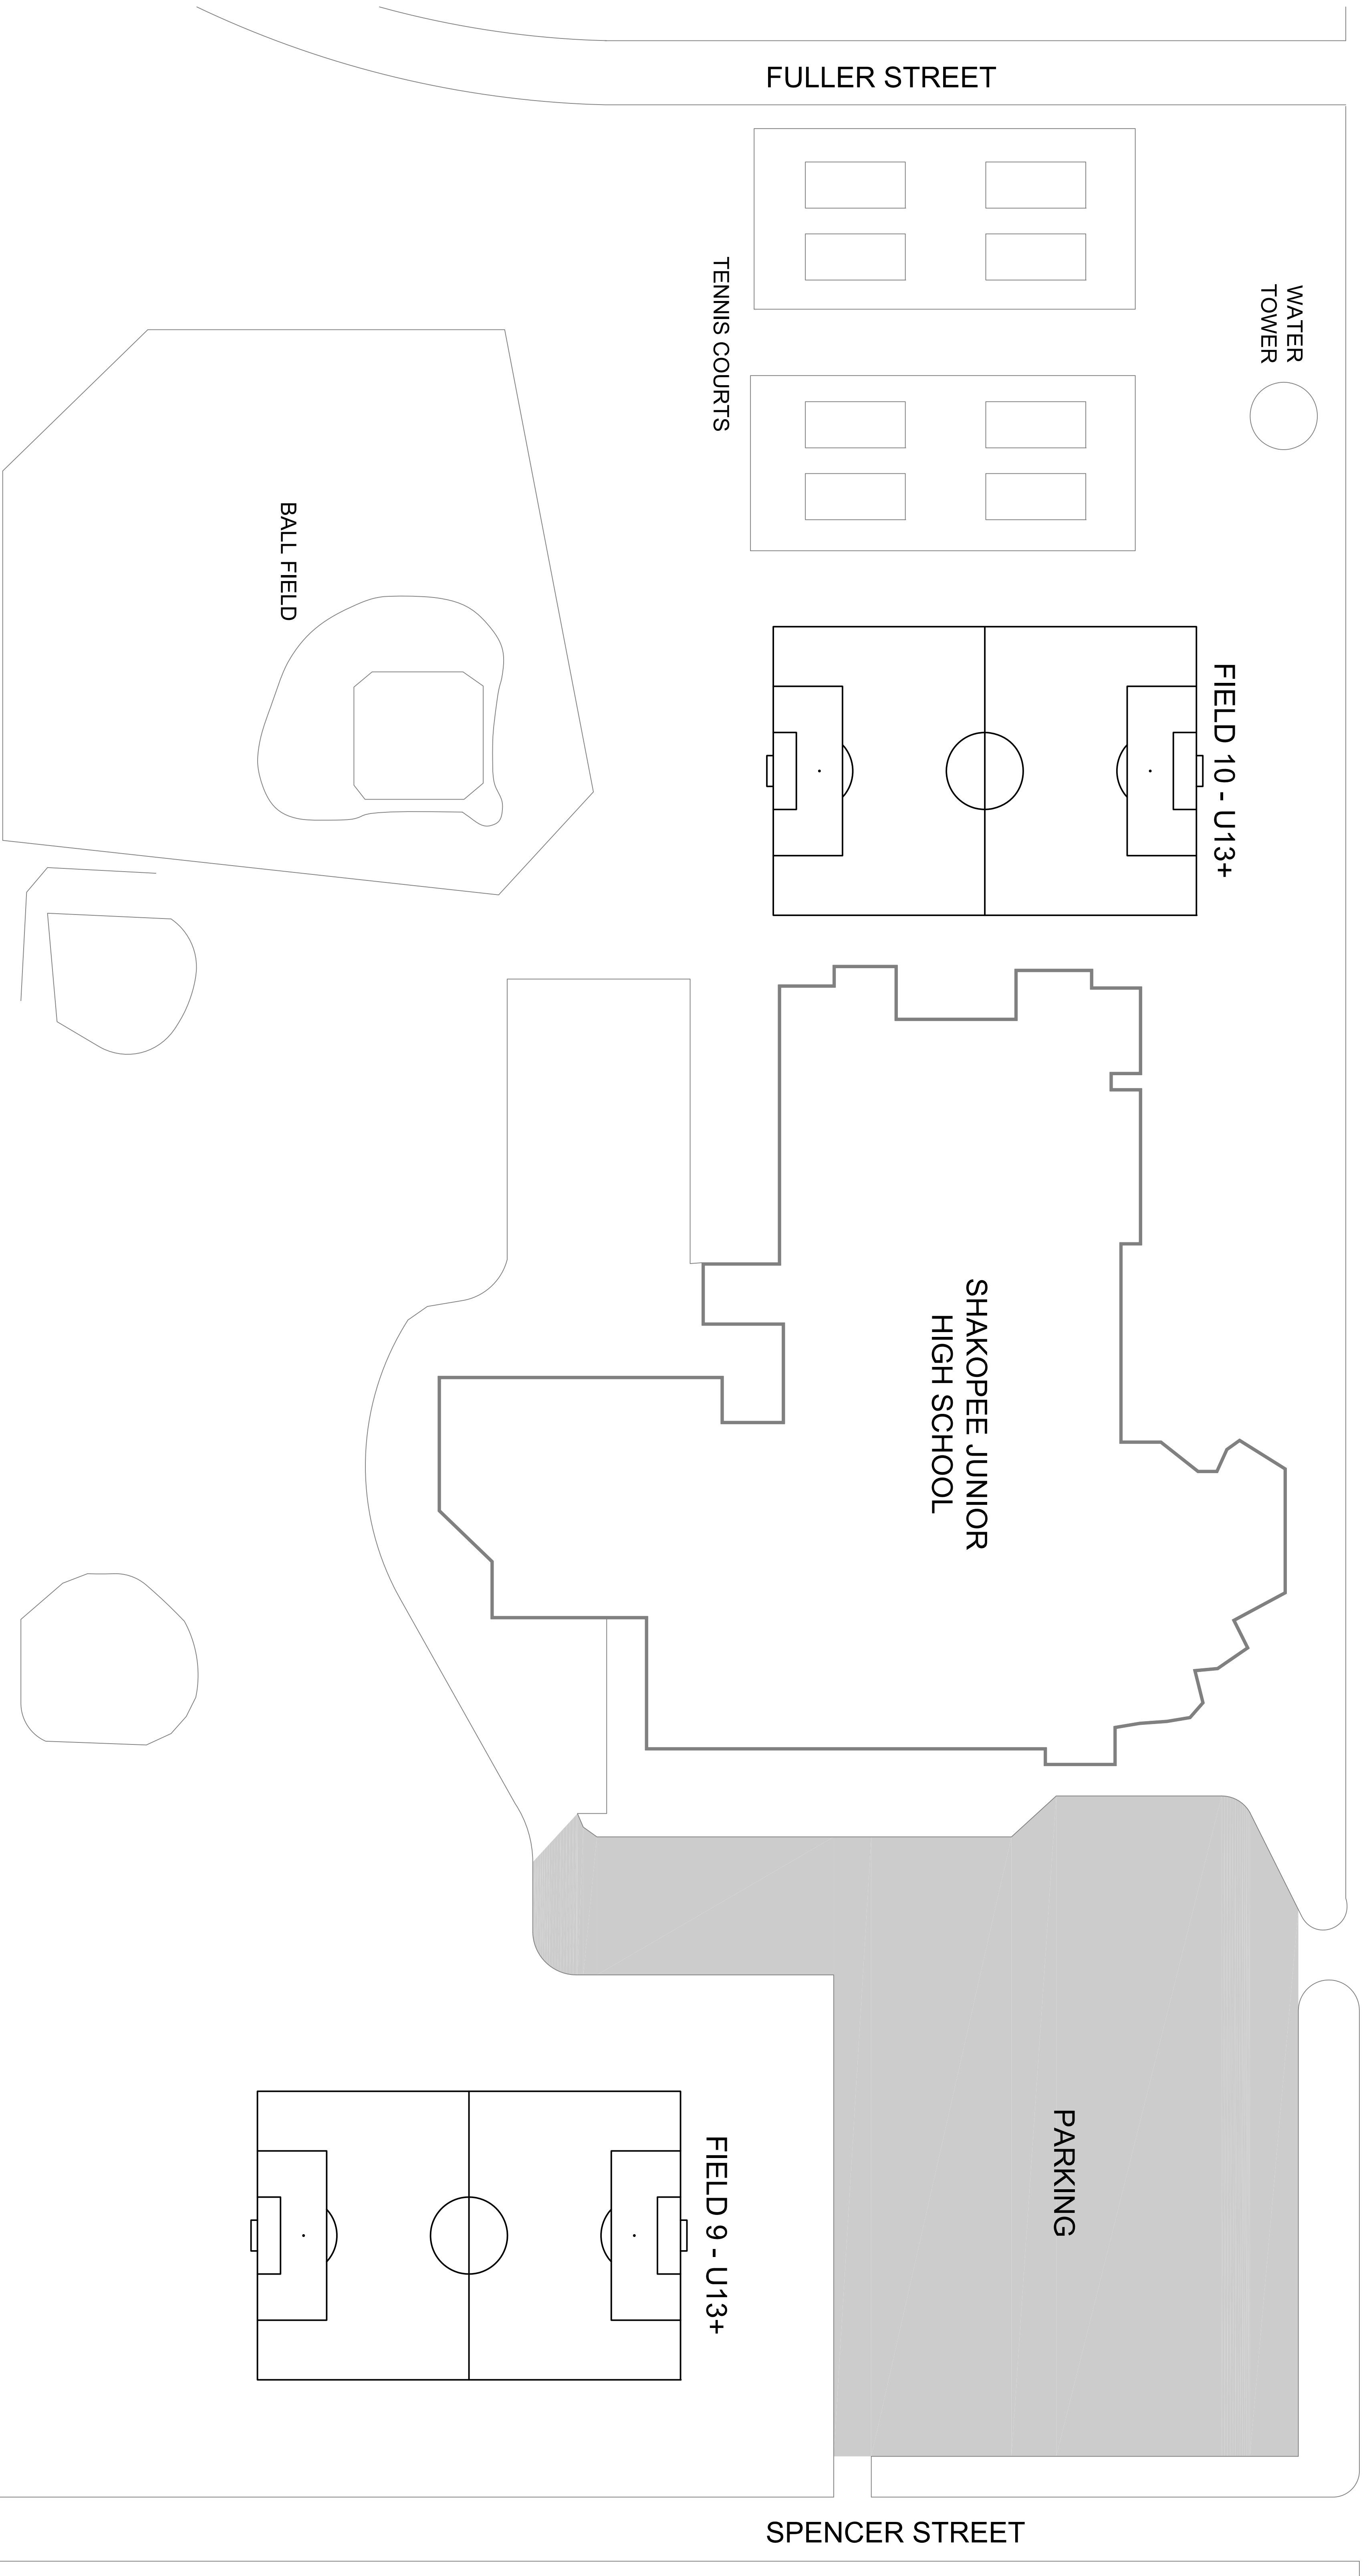 FULLER STREET
WATER
TOWER
TENNIS COURTS
BALL FIELD
FIELD 10 - U13+
SHAKOPEE JUNIOR
HIGH SCHOOL
PARKING
FIELD 9 - U13+
SPENCER STREET